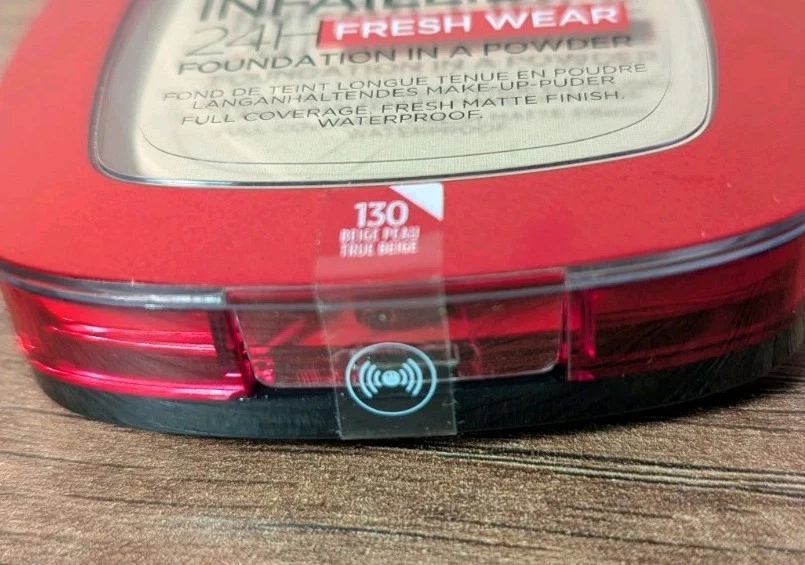 24H FRESH WEAR
FOUNDATION IN A POWDER
FOND DE TEINT LONGUE TENUE EN POUDRE
LANGANHALTENDES MAKE-UP-PUDER
FULL COVERAGE. FRESH MATTE FINISH.
WATERPROOF.
130
BEIGE PEAU
TRUE BEIGE